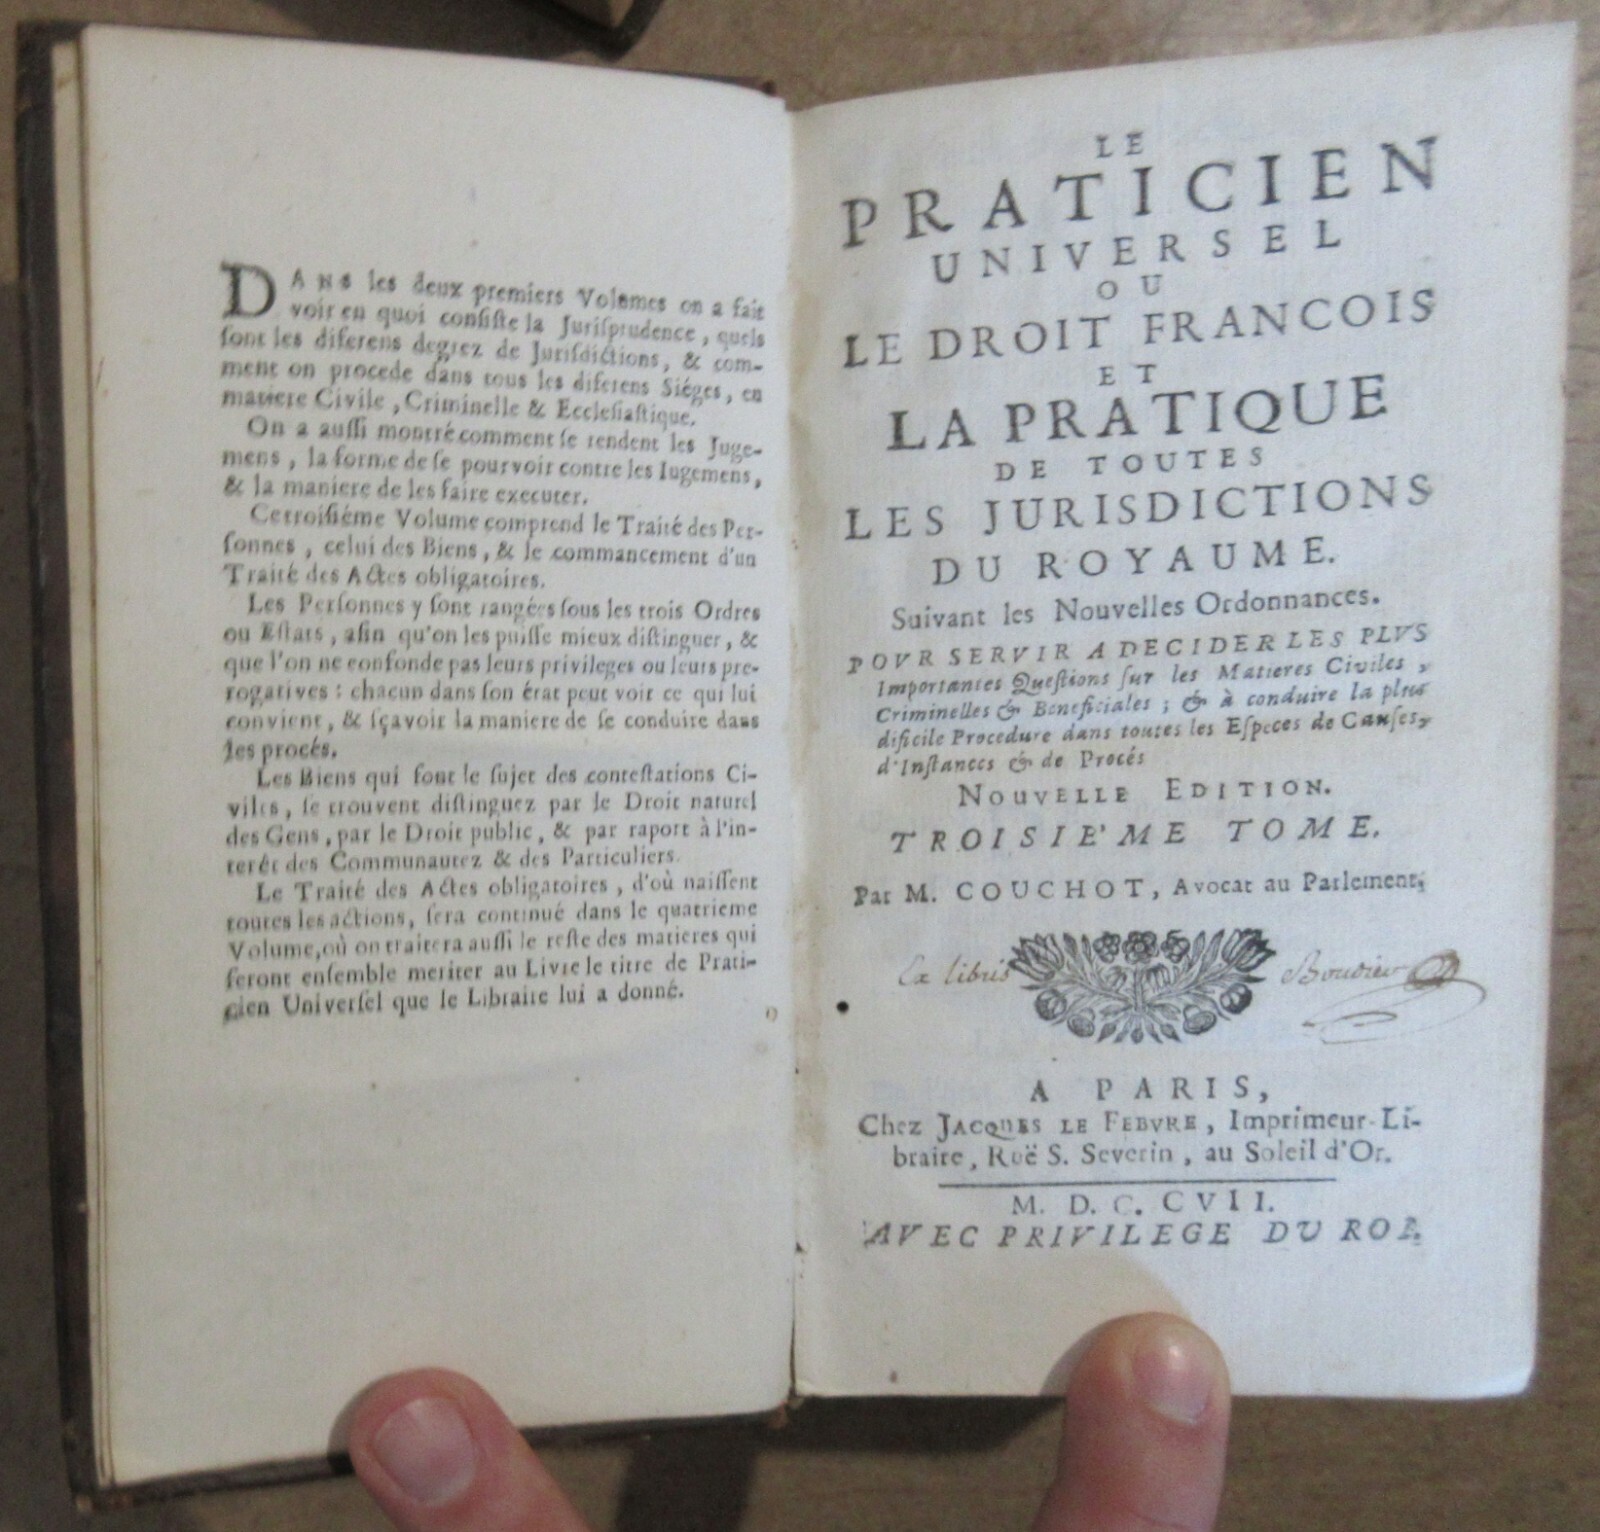 DANS les deux premiers Volumes on a fait
voir en quoi consiste la Jurisprudence, quels
sont les diferens degrez de Jurisdictions, & com-
ment on procede dans tous les diferens Siéges, en
matiere Civile, Criminelle & Ecclesiastique.
On a aussi montré comment se rendent les Juge-
mens, la forme de se pourvoir contre les Iugemens,
& la maniere de les faire executer.
Ce troisiéme Volume comprend le Traité des Per-
sonnes, celui des Biens, & le commancement d'un
Traité des Actes obligatoires.
Les Personnes y sont rangées sous les trois Ordres
ou Estats, afin qu'on les puisse mieux distinguer, &
que l'on ne confonde pas leurs privileges ou leurs pre-
rogatives : chacun dans son état peut voir ce qui lui
convient, & sçavoir la maniere de se conduire dans
les procés.
Les Biens qui font le sujet des contestations Ci-
viles, se trouvent distinguez par le Droit naturel
des Gens, par le Droit public, & par raport à l'in-
terêt des Communautez & des Particuliers.
Le Traité des Actes obligatoires, d'où naissent
toutes les actions, sera continué dans le quatrieme
Volume, où on traitera aussi le reste des matieres qui
feront ensemble meriter au Livre le titre de Prati-
cien Universel que le Libraire lui a donné.
LE
PRATICIEN
UNIVERSEL
OU
LE DROIT FRANCOIS
ET
LA PRATIQUE
DE TOUTES
LES JURISDICTIONS
DU ROYAUME.
Suivant les Nouvelles Ordonnances.
POVR SERVIR A DECIDER LES PLVS
Importantes Questions sur les Matieres Civiles,
Criminelles & Beneficiales ; & à conduire la plus
dificile Procedure dans toutes les Especes de Causes,
d'Instances & de Procés
NOUVELLE EDITION.
TROISIE'ME TOME.
Par M. COUCHOT, Avocat au Parlement,
Ex libris Boudier
A PARIS,
Chez JACQUES LE FEBVRE, Imprimeur-Li-
braire, Ruë S. Severin, au Soleil d'Or.
M. D. C. CVII.
AVEC PRIVILEGE DU ROI.